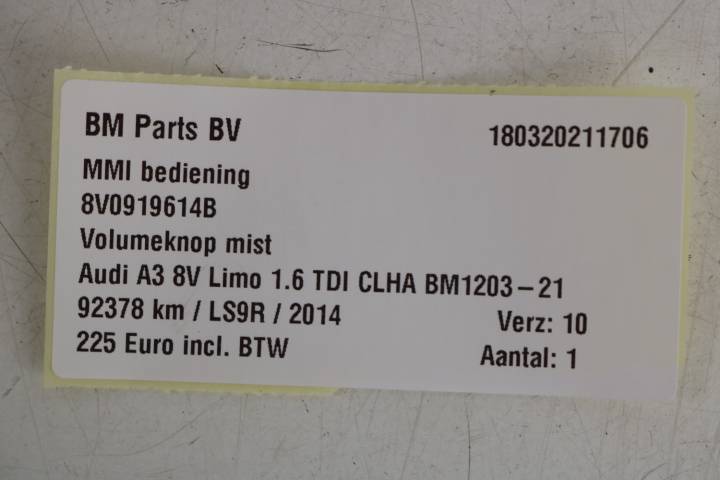 BM Parts BV 180320211706
MMI bediening
8V0919614B
Volumeknop mist
Audi A3 8V Limo 1.6 TDI CLHA BM1203-21
92378 km / LS9R / 2014 Verz: 10
225 Euro incl. BTW Aantal: 1